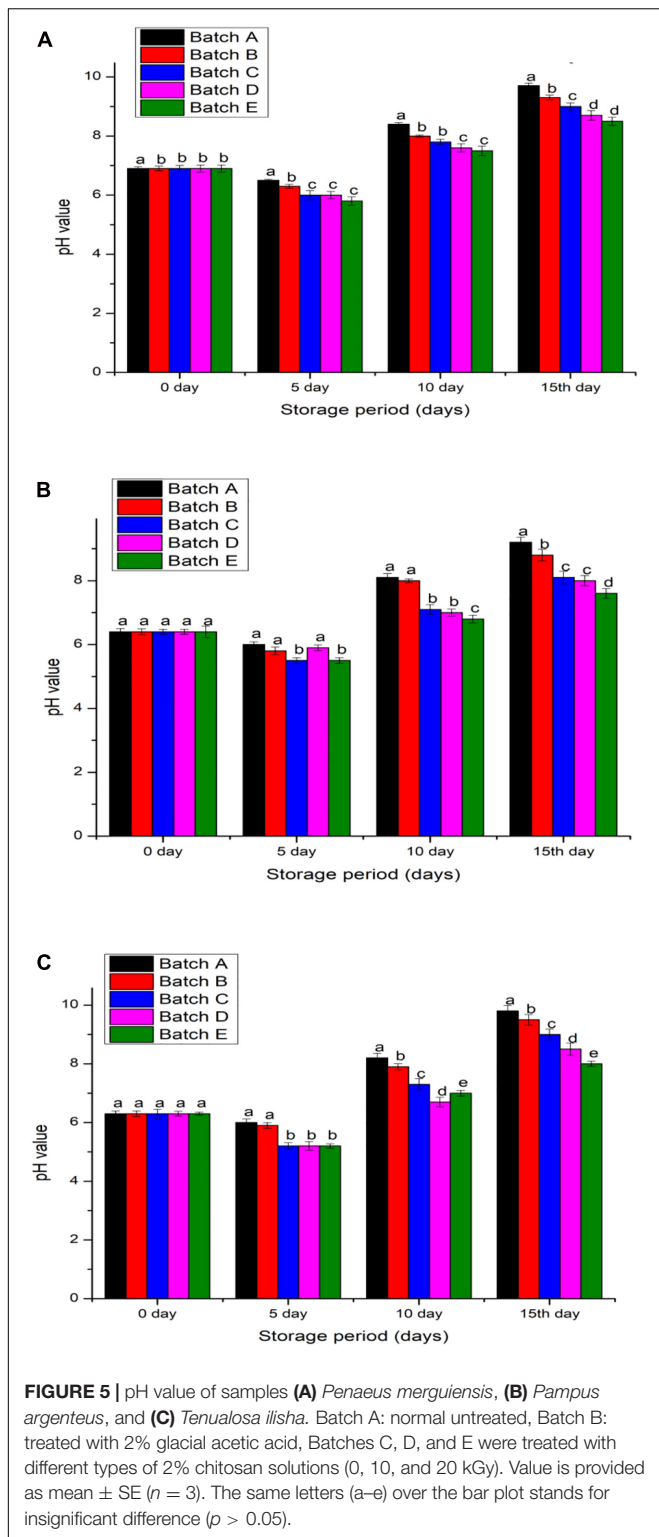 A
Batch A
Batch B
Batch C
Batch D
Batch E
10
8
6
4
2
0
pH value
a b b b b
a b c c c
a b b c c
a b c d d
0 day 5 day 10 day 15th day
Storage period (days)
B
Batch A
Batch B
Batch C
Batch D
Batch E
8
6
4
2
0
pH value
a a a a a
a a b a b
a a b b c
a b c c d
0 day 5 day 10 day 15th day
Storage period (days)
C
Batch A
Batch B
Batch C
Batch D
Batch E
10
8
6
4
2
0
pH value
a a a a a
a a b b b
a b c d e
a b c d e
0 day 5 day 10 day 15th day
Storage period (days)
FIGURE 5 | pH value of samples (A) Penaeus merguiensis, (B) Pampus
argenteus, and (C) Tenualosa ilisha. Batch A: normal untreated, Batch B:
treated with 2% glacial acetic acid, Batches C, D, and E were treated with
different types of 2% chitosan solutions (0, 10, and 20 kGy). Value is provided
as mean ± SE (n = 3). The same letters (a–e) over the bar plot stands for
insignificant difference (p > 0.05).